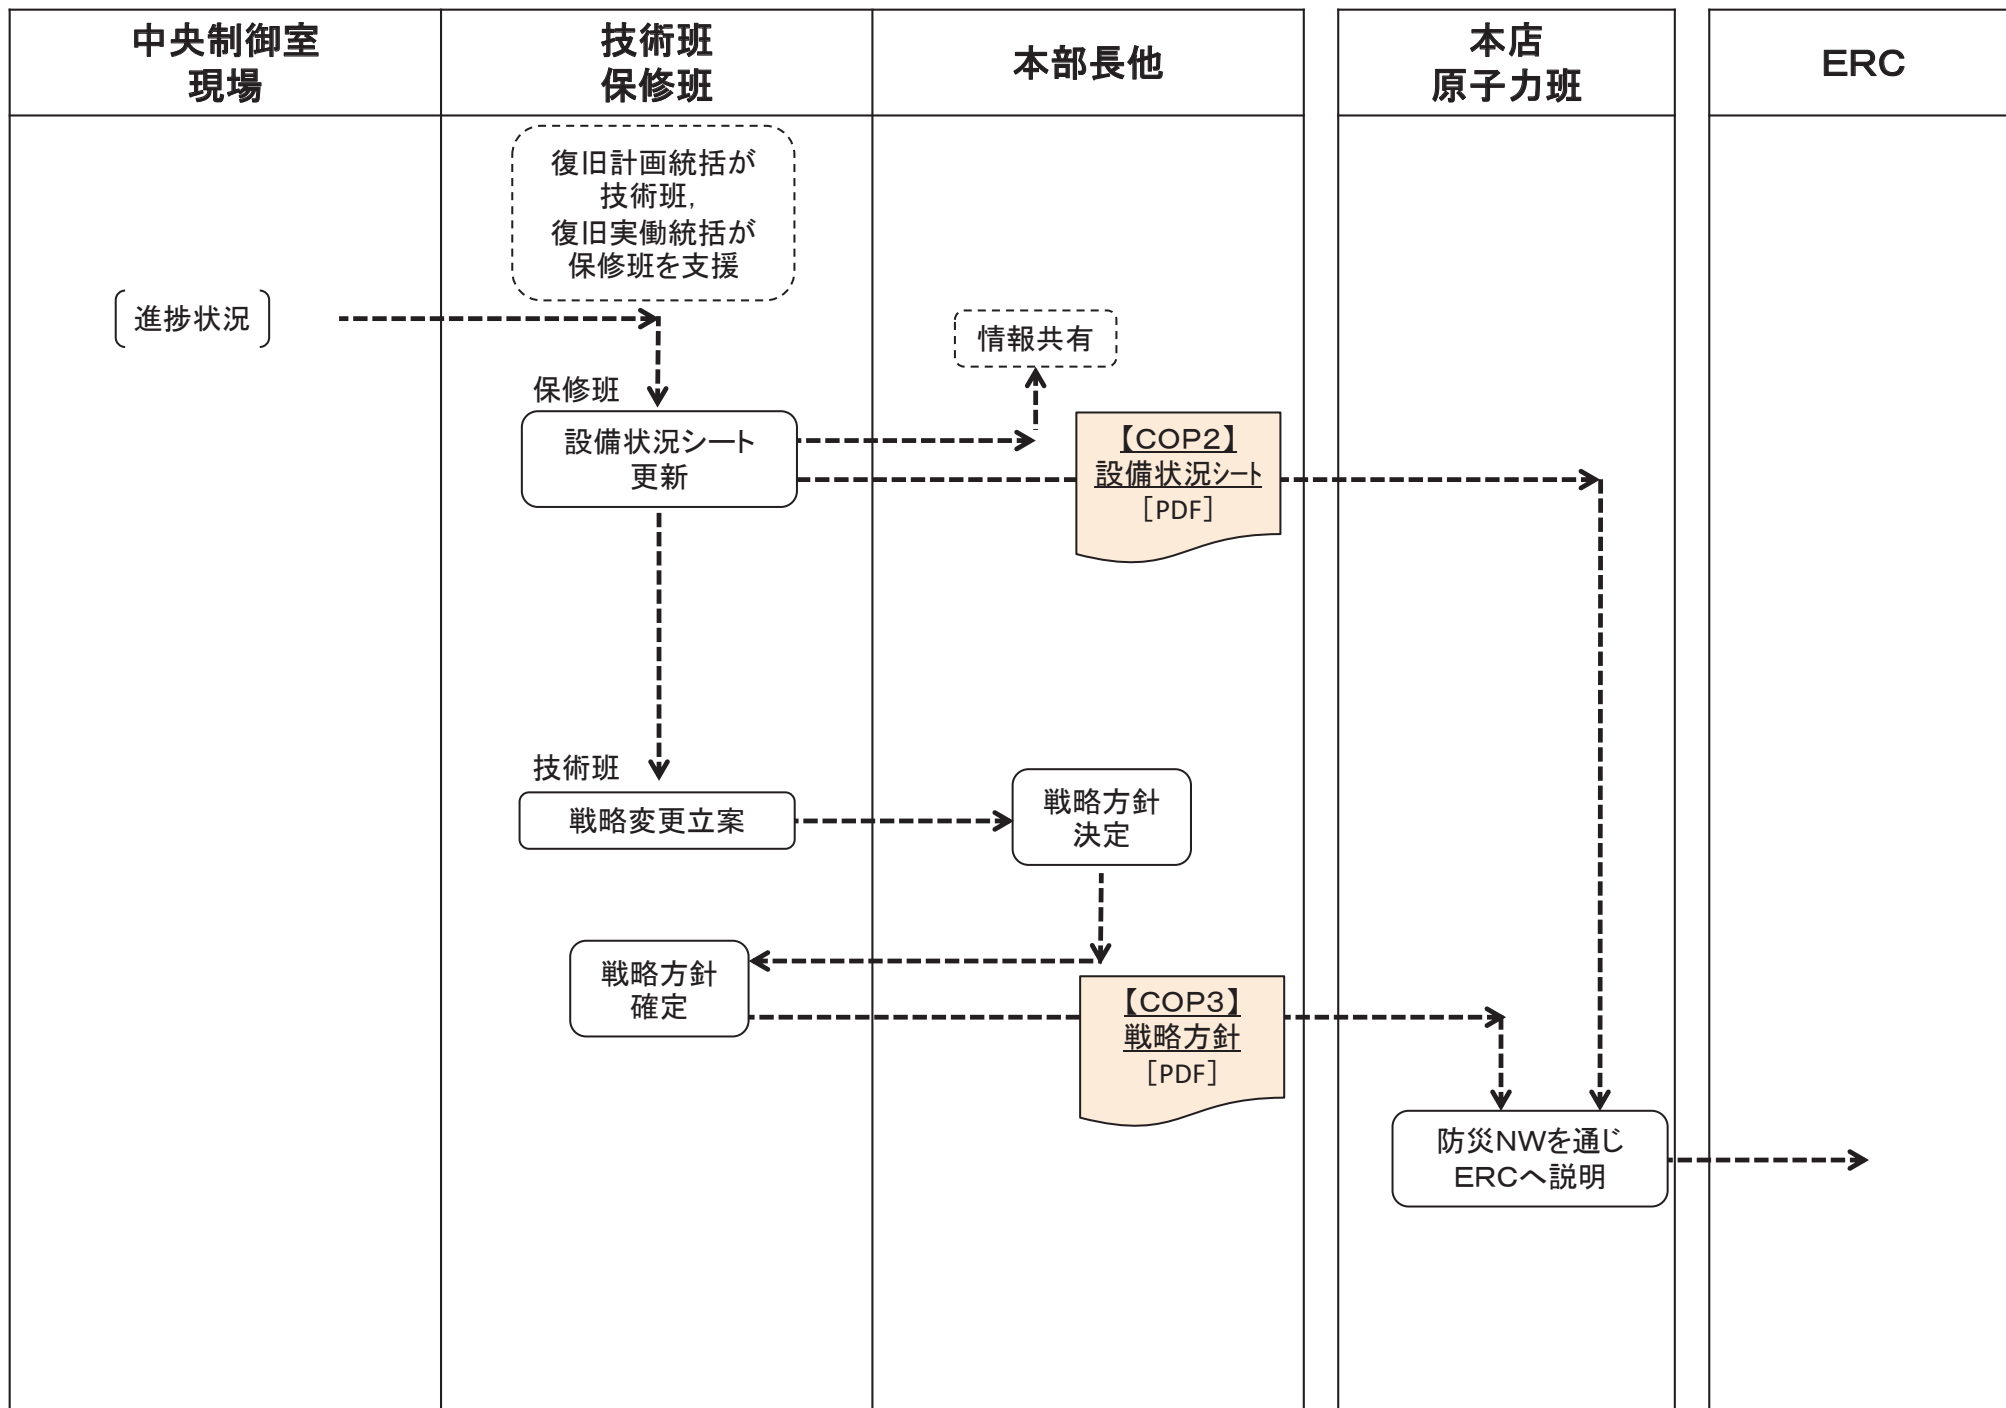 中央制御室
現場
技術班
保修班
本部長他
本店
原子力班
ERC
復旧計画統括が
技術班，
復旧実働統括が
保修班を支援
進捗状況
情報共有
保修班
設備状況シート
更新
【COP2】
設備状況シート
［PDF］
技術班
戦略変更立案
戦略方針
決定
戦略方針
確定
【COP3】
戦略方針
［PDF］
防災NWを通じ
ERCへ説明